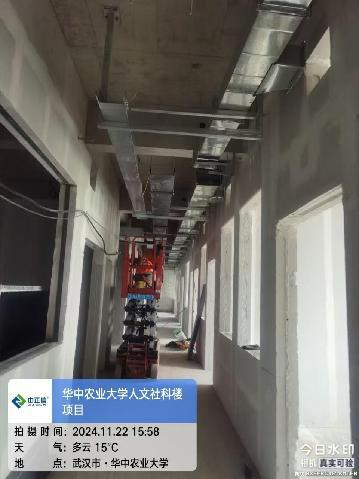 中正信
华中农业大学人文社科楼
项目
拍摄时间：2024.11.22 15:58
天 气：多云 15℃
地 点：武汉市·华中农业大学
今日水印
相机 真实可验